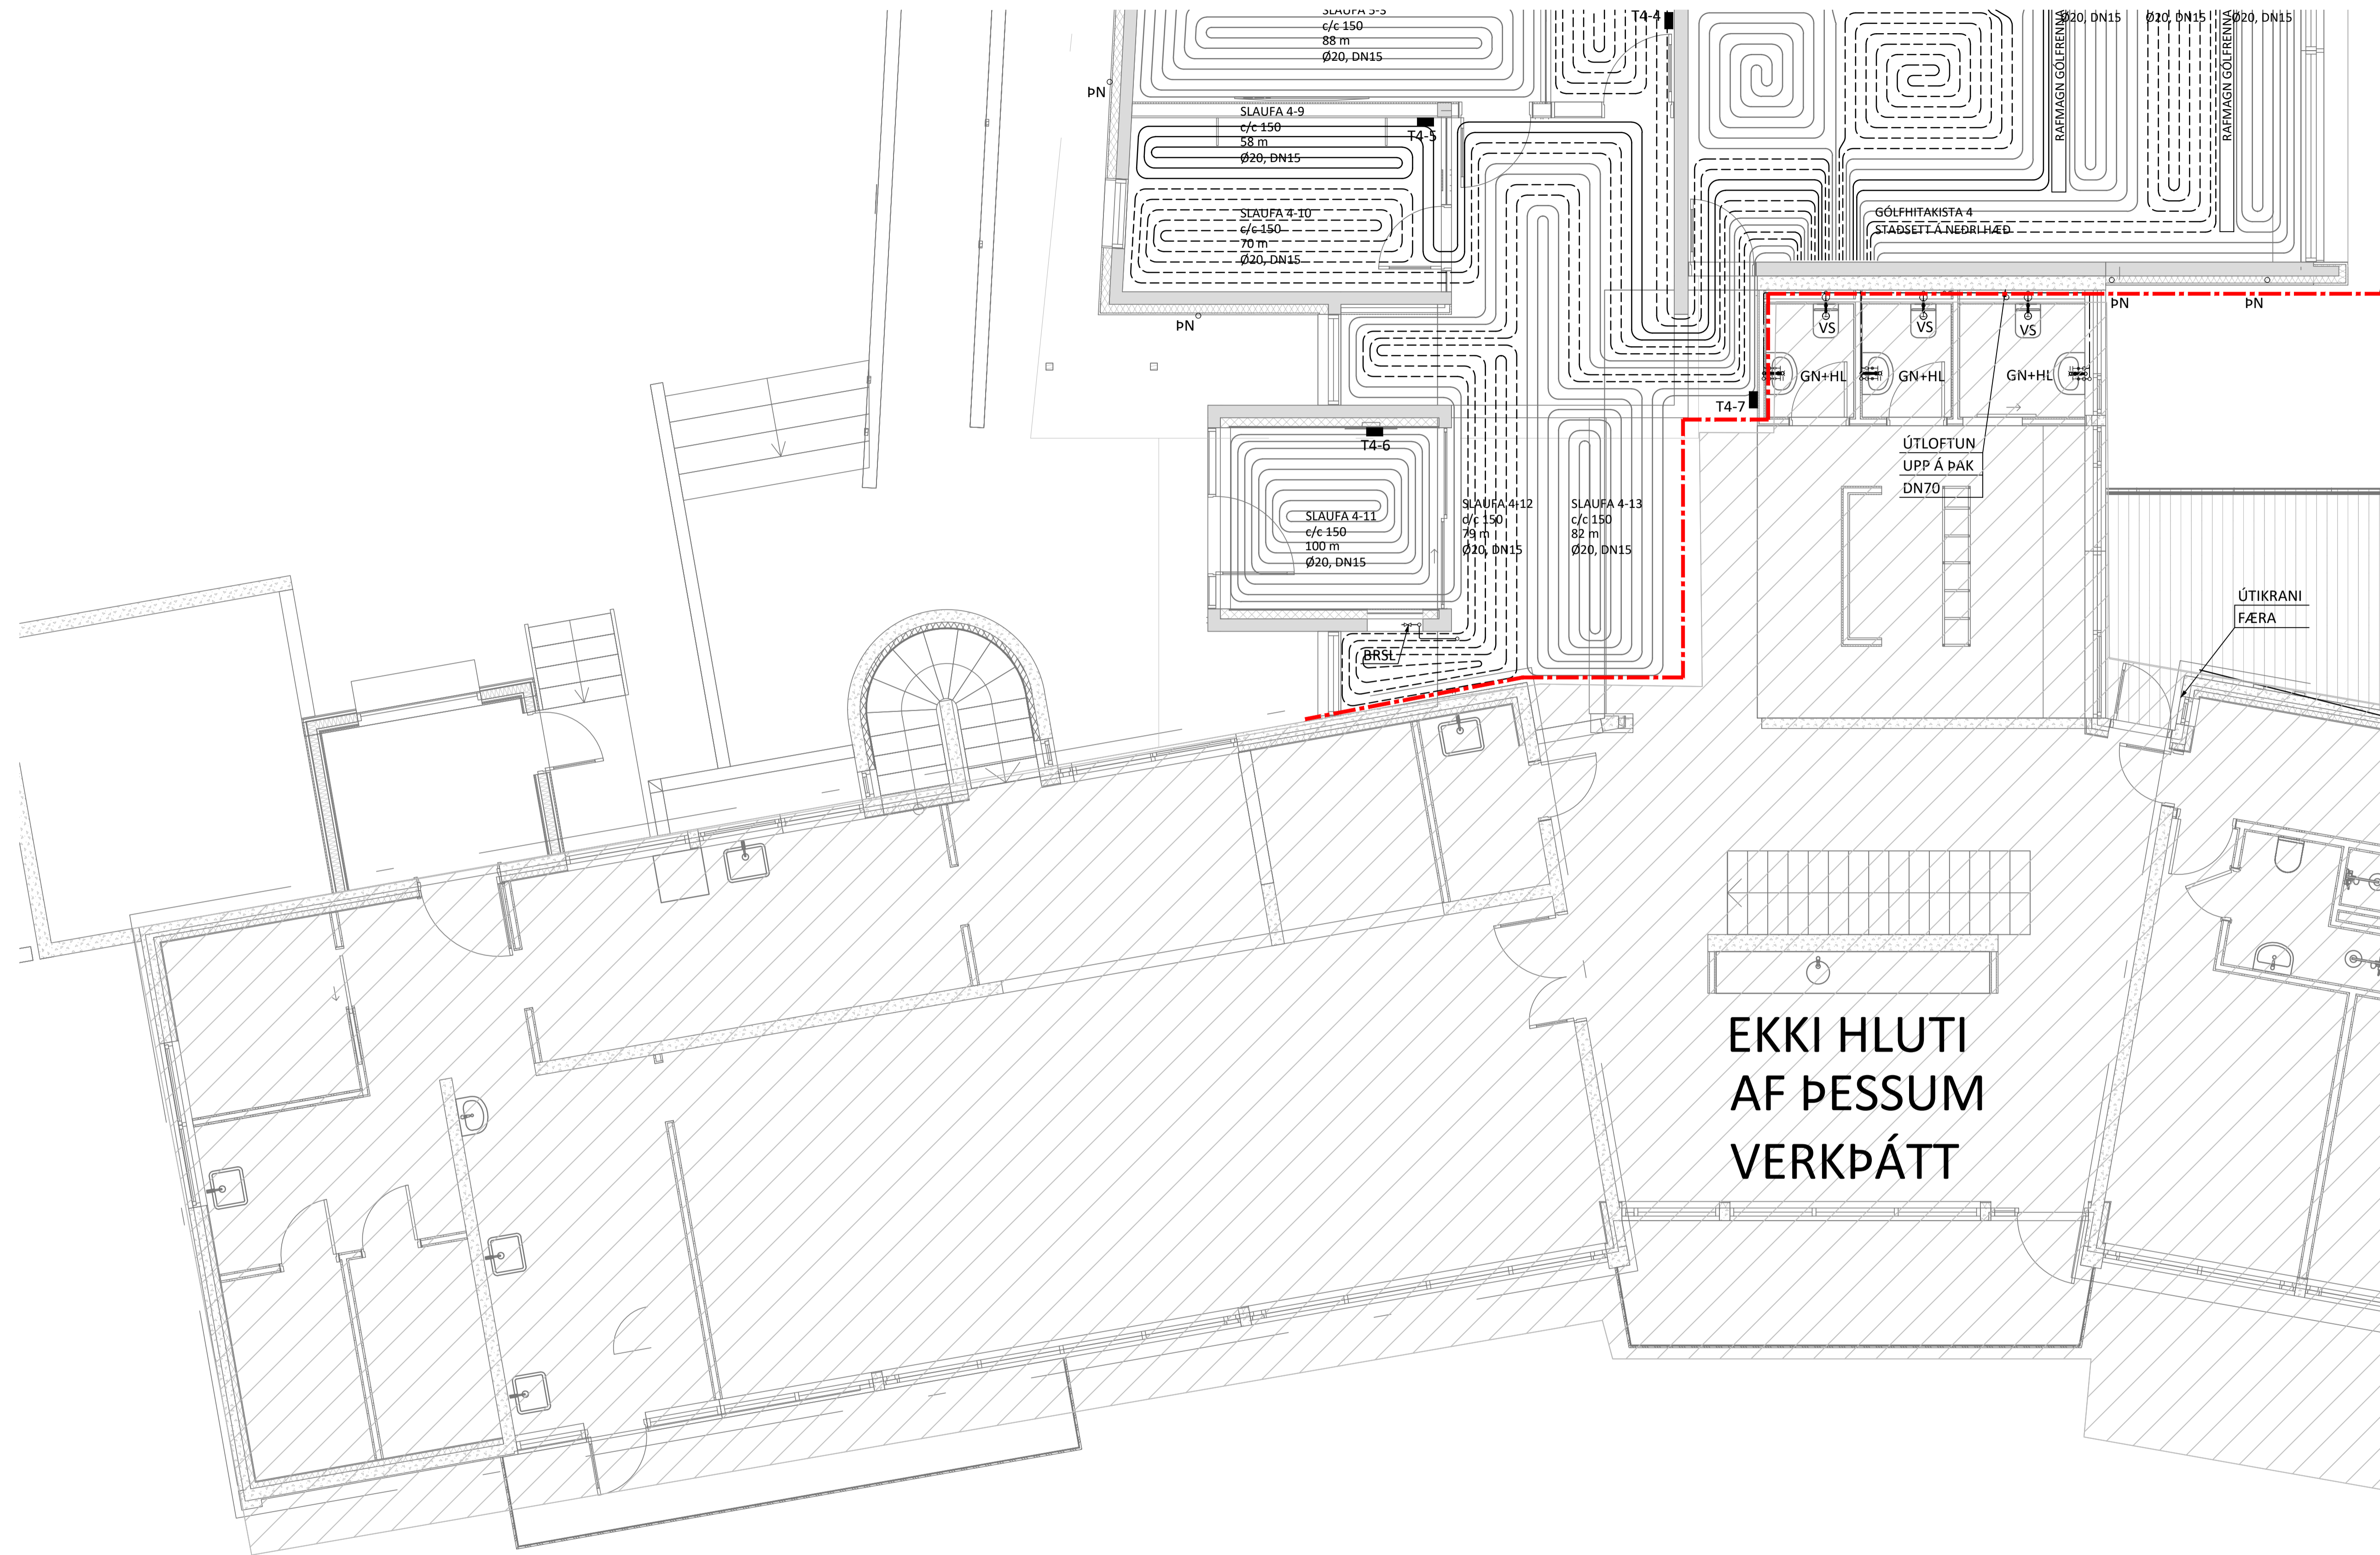 SLAUFA 5-3
c/c 150
88 m
Ø20, DN15
T4-4
Ø20, DN15
Ø20, DN15
Ø20, DN15
RAFMAGN GÓLFRENNA
RAFMAGN GÓLFRENNA
ÞN
SLAUFA 4-9
c/c 150
58 m
Ø20, DN15
T4-5
SLAUFA 4-10
c/c 150
70 m
Ø20, DN15
GÓLFHITAKISTA 4
STAÐSETT Á NEÐRI HÆÐ
ÞN
ÞN
ÞN
VS
VS
VS
GN+HL
GN+HL
GN+HL
T4-7
T4-6
ÚTLOFTUN
UPP Á ÞAK
DN70
SLAUFA 4-11
c/c 150
100 m
Ø20, DN15
SLAUFA 4-12
c/c 150
79 m
Ø20, DN15
SLAUFA 4-13
c/c 150
82 m
Ø20, DN15
ÚTIKRANI
FÆRA
BRSL
EKKI HLUTI
AF ÞESSUM
VERKÞÁTT